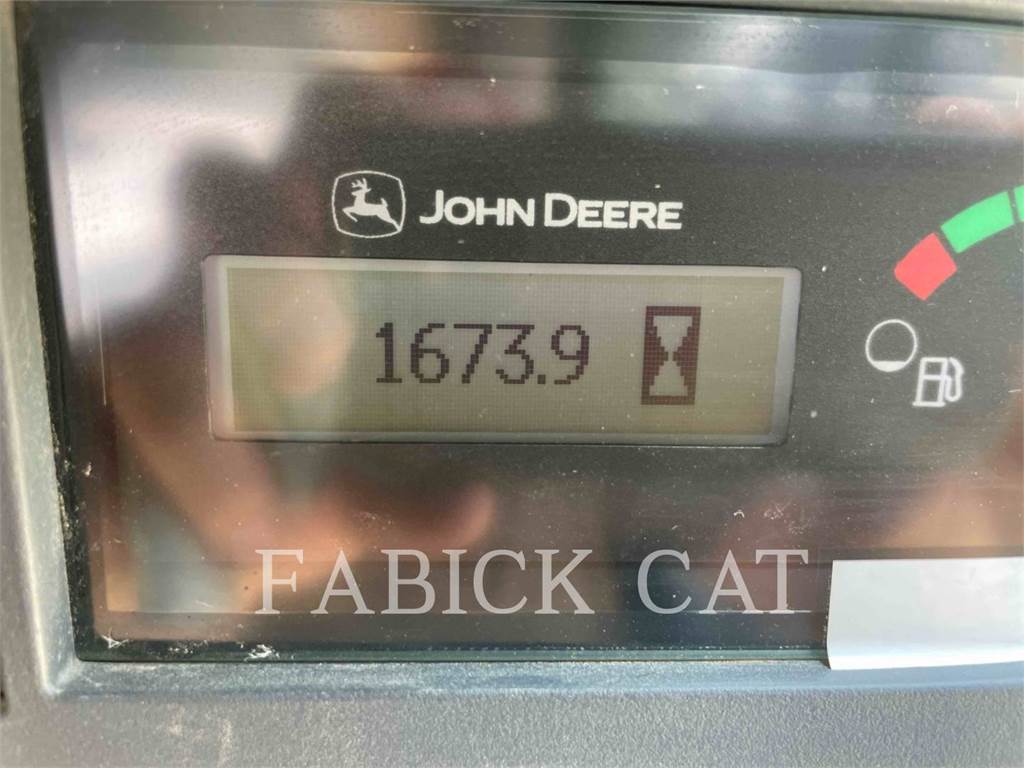 JOHN DEERE
1673.9
FABICK CAT